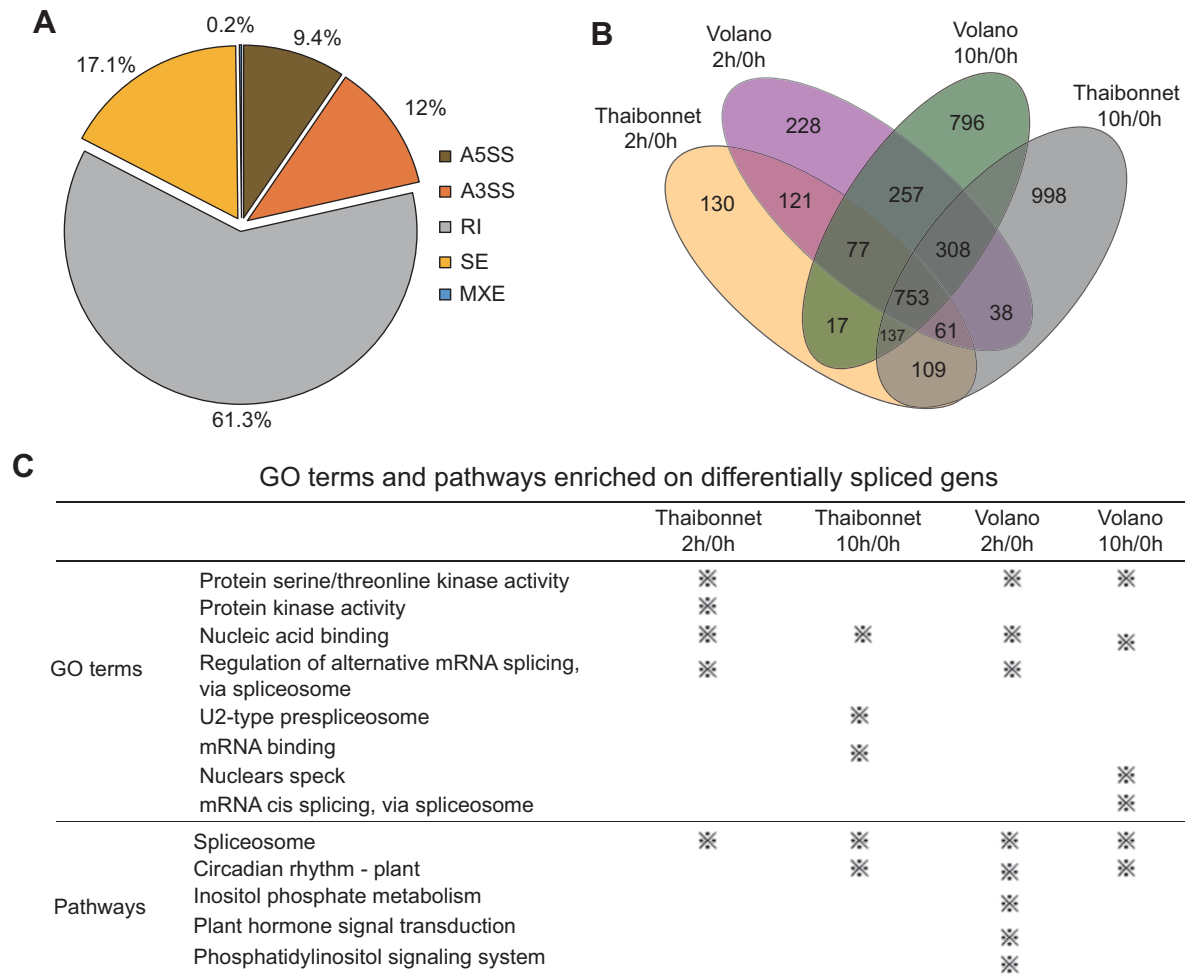 A
0.2%
9.4%
17.1%
12%
61.3%
A5SS
A3SS
RI
SE
MXE
B
Volano
2h/0h
Volano
10h/0h
Thaibonnet
2h/0h
Thaibonnet
10h/0h
228
796
130
121
257
998
77
308
753
17
137
61
38
109
C
GO terms and pathways enriched on differentially spliced gens
Thaibonnet
2h/0h
Thaibonnet
10h/0h
Volano
2h/0h
Volano
10h/0h
GO terms
Protein serine/threonline kinase activity ※ ※ ※
Protein kinase activity ※
Nucleic acid binding ※ ※ ※ ※
Regulation of alternative mRNA splicing, ※ ※
via spliceosome
U2-type prespliceosome ※
mRNA binding ※
Nuclears speck ※
mRNA cis splicing, via spliceosome ※
Pathways
Spliceosome ※ ※ ※ ※
Circadian rhythm - plant ※ ※ ※
Inositol phosphate metabolism ※
Plant hormone signal transduction ※
Phosphatidylinositol signaling system ※